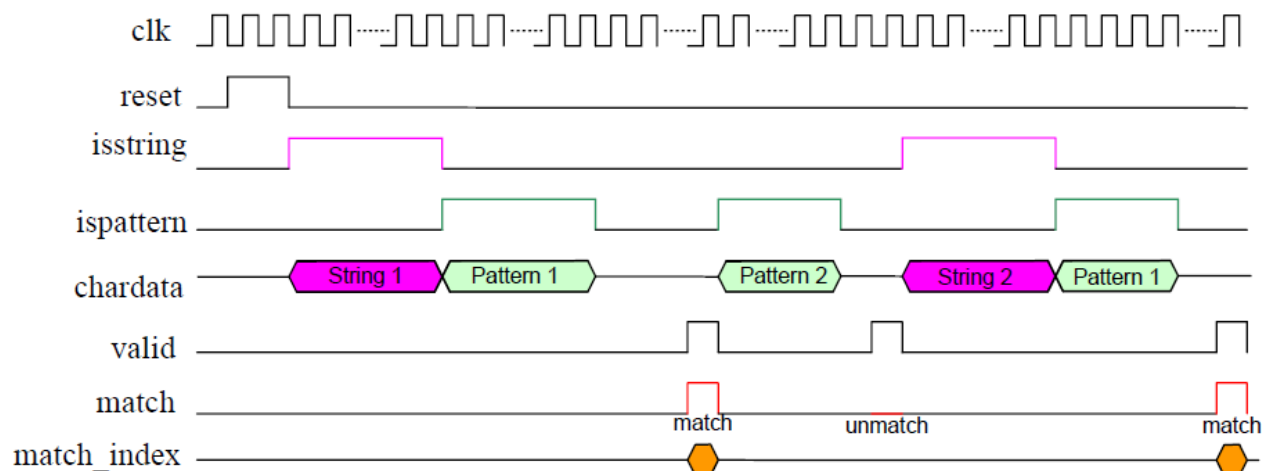 clk
reset
isstring
ispattern
chardata
String 1 Pattern 1 Pattern 2 String 2 Pattern 1
valid
match
match unmatch match
match_index